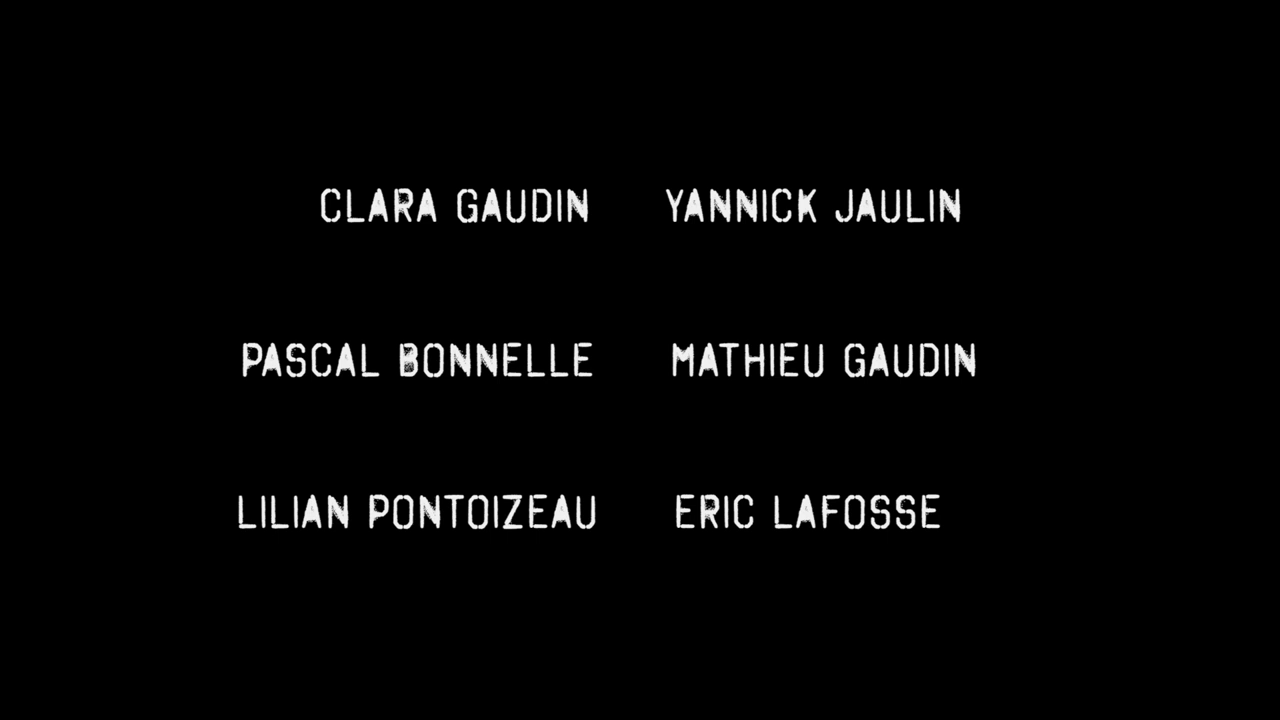 CLARA GAUDIN YANNICK JAULIN
PASCAL BONNELLE MATHIEU GAUDIN
LILIAN PONTOIZEAU ERIC LAFOSSE